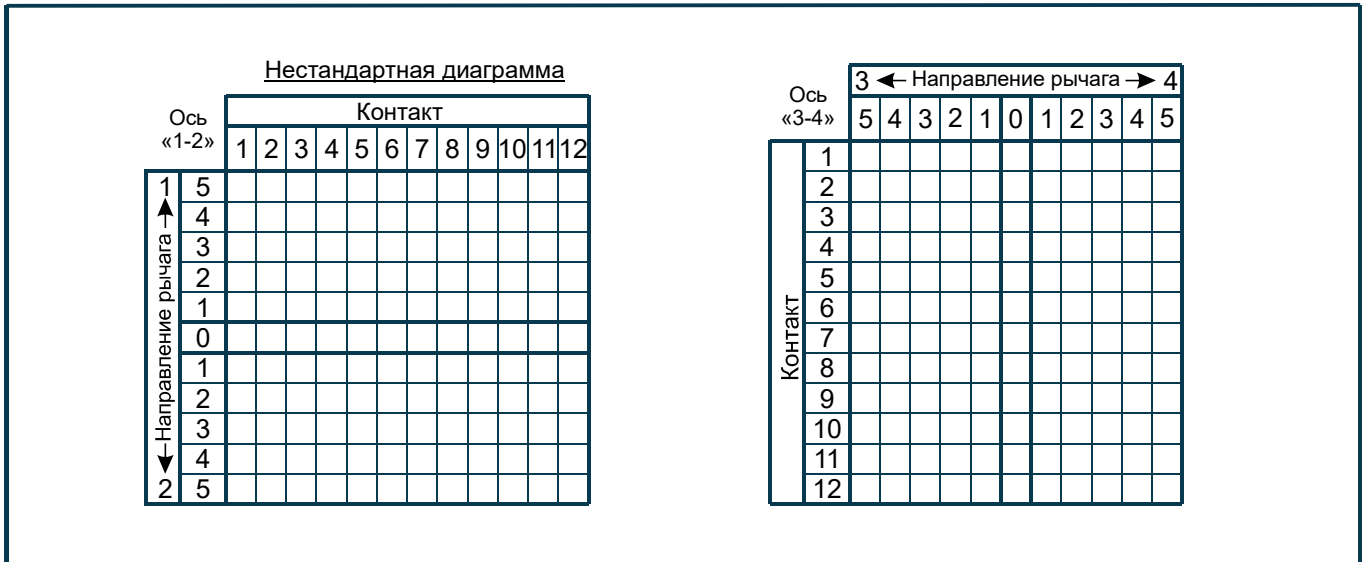 Нестандартная диаграмма
Ось
«1-2»
Контакт
1 2 3 4 5 6 7 8 9 10 11 12
1 5
4
3
2
1
0
1
2
3
4
2 5
Направление рычага
Ось
«3-4»
3 Направление рычага 4
5 4 3 2 1 0 1 2 3 4 5
Контакт
1
2
3
4
5
6
7
8
9
10
11
12